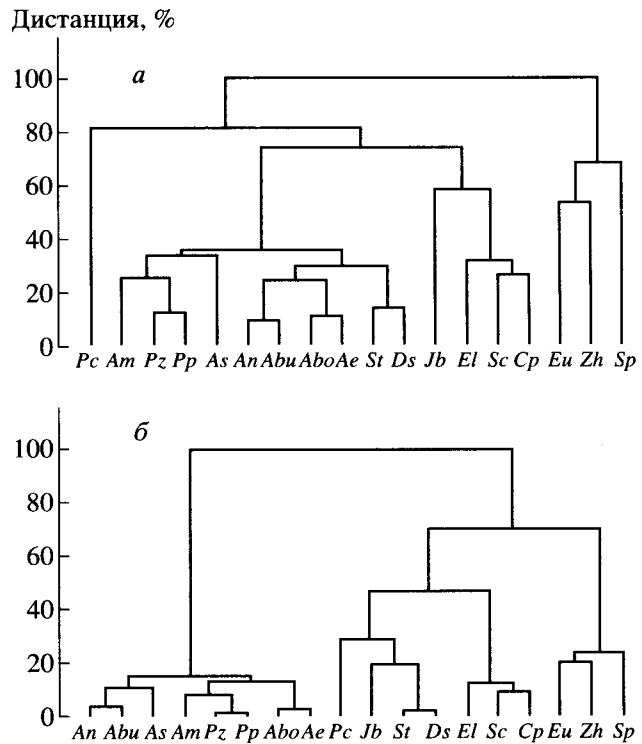 Дистанция, %
а
100
80
60
40
20
0
Pc Am Pz Pp As An Abu Abo Ae St Ds Jb El Sc Cp Eu Zh Sp
б
100
80
60
40
20
0
An Abu As Am Pz Pp Abo Ae Pc Jb St Ds El Sc Cp Eu Zh Sp